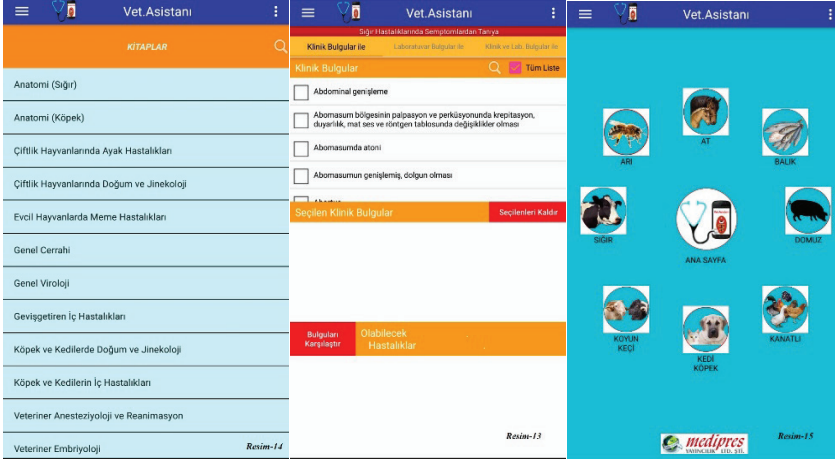 Vet.Asistanı
KİTAPLAR
Anatomi (Sığır)
Anatomi (Köpek)
Çiftlik Hayvanlarında Ayak Hastalıkları
Çiftlik Hayvanlarında Doğum ve Jinekoloji
Evcil Hayvanlarda Meme Hastalıkları
Genel Cerrahi
Genel Viroloji
Gevişgetiren İç Hastalıkları
Köpek ve Kedilerde Doğum ve Jinekoloji
Köpek ve Kedilerin İç Hastalıkları
Veteriner Anesteziyoloji ve Reanimasyon
Veteriner Embriyoloji
Resim-14
Vet.Asistanı
Sığır Hastalıklarında Semptomlardan Tanıya
Klinik Bulgular ile
Laboratuvar Bulgular ile
Klinik ve Lab. Bulgular ile
Klinik Bulgular
Tüm Liste
Abdominal genişleme
Abomasum bölgesinin palpasyon ve perküsyonunda krepitasyon,
duyarlılık, mat ses ve röntgen tablosunda değişiklikler olması
Abomasumda atoni
Abomasumun genişlemiş, dolgun olması
Seçilen Klinik Bulgular
Seçilenleri Kaldır
Bulguları
Karşılaştır
Olabilecek
Hastalıklar
Resim-13
Vet.Asistanı
AT
ARI
BALIK
SIĞIR
DOMUZ
ANA SAYFA
KOYUN
KEÇİ
KANATLI
KEDİ
KÖPEK
medipres
YAYINCILIK LTD. ŞTİ.
Resim-15